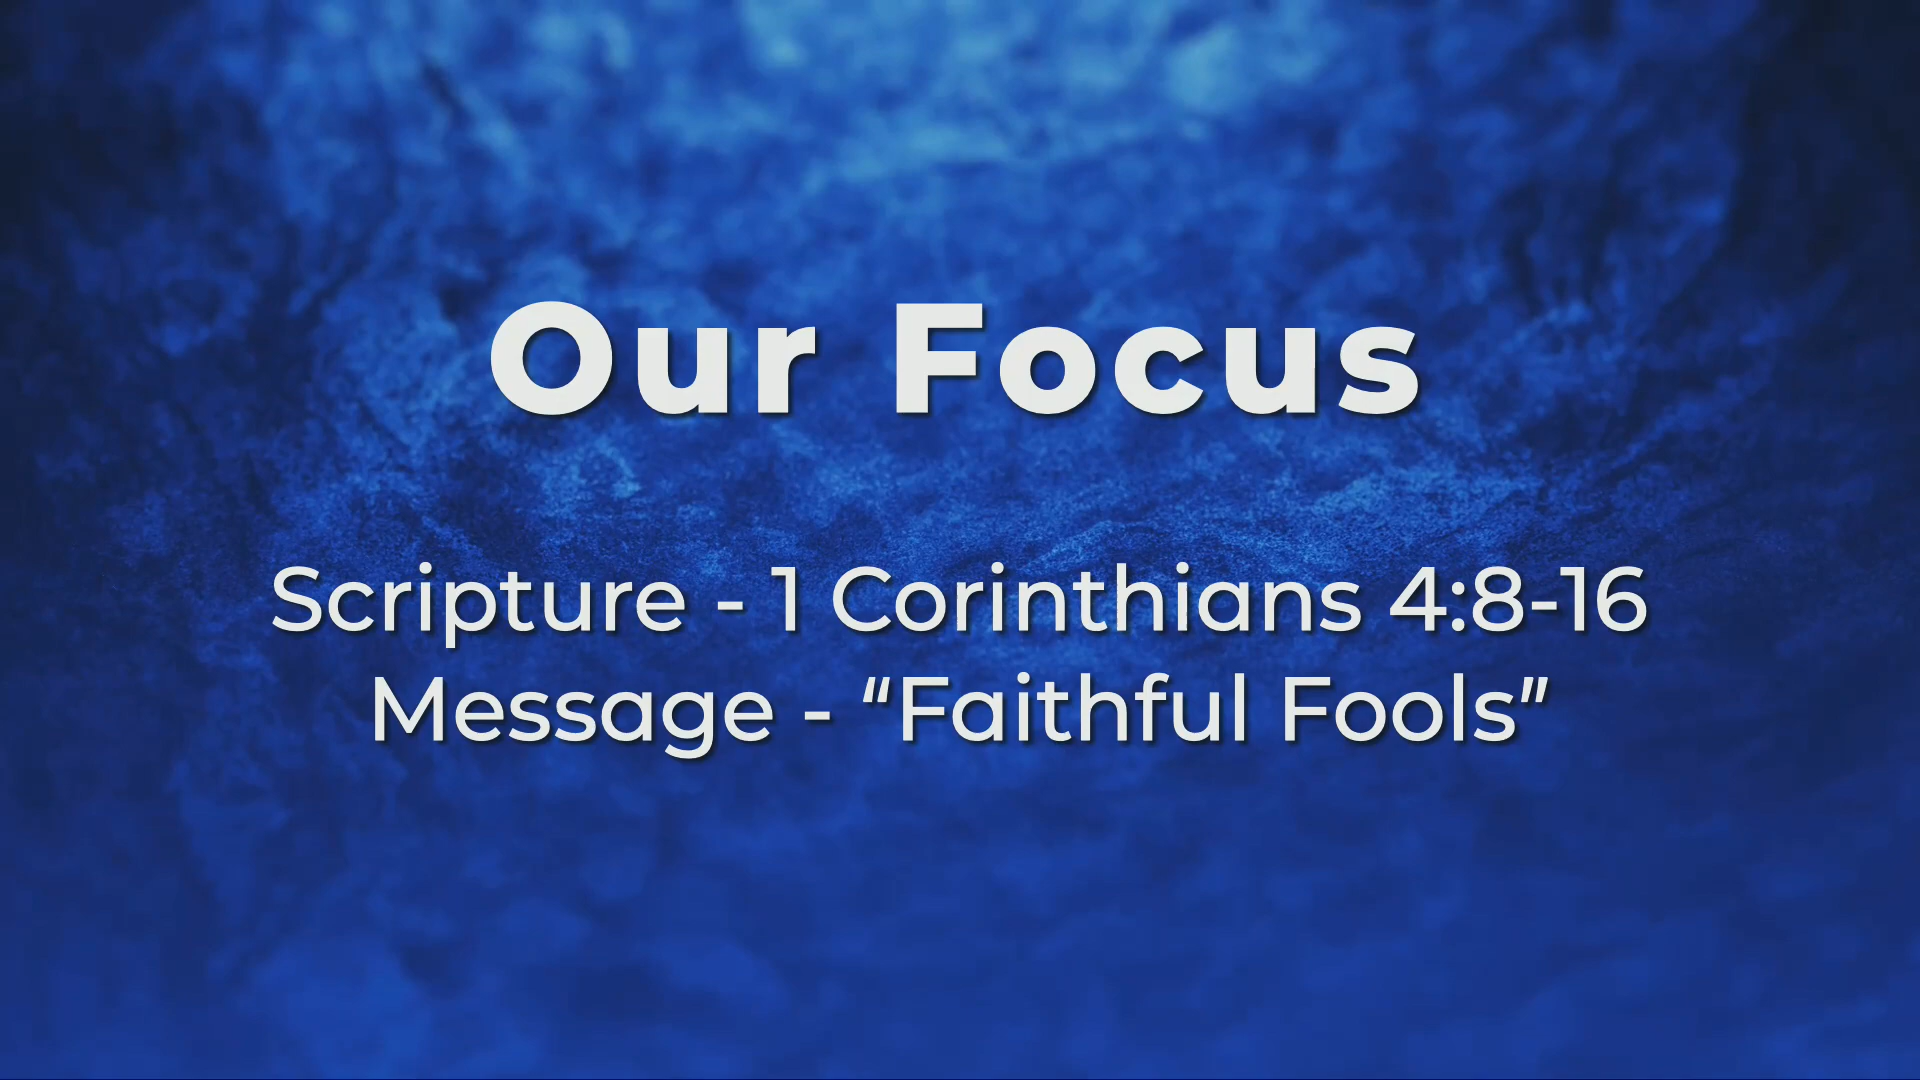 Our Focus
Scripture - 1 Corinthians 4:8-16
Message - “Faithful Fools”